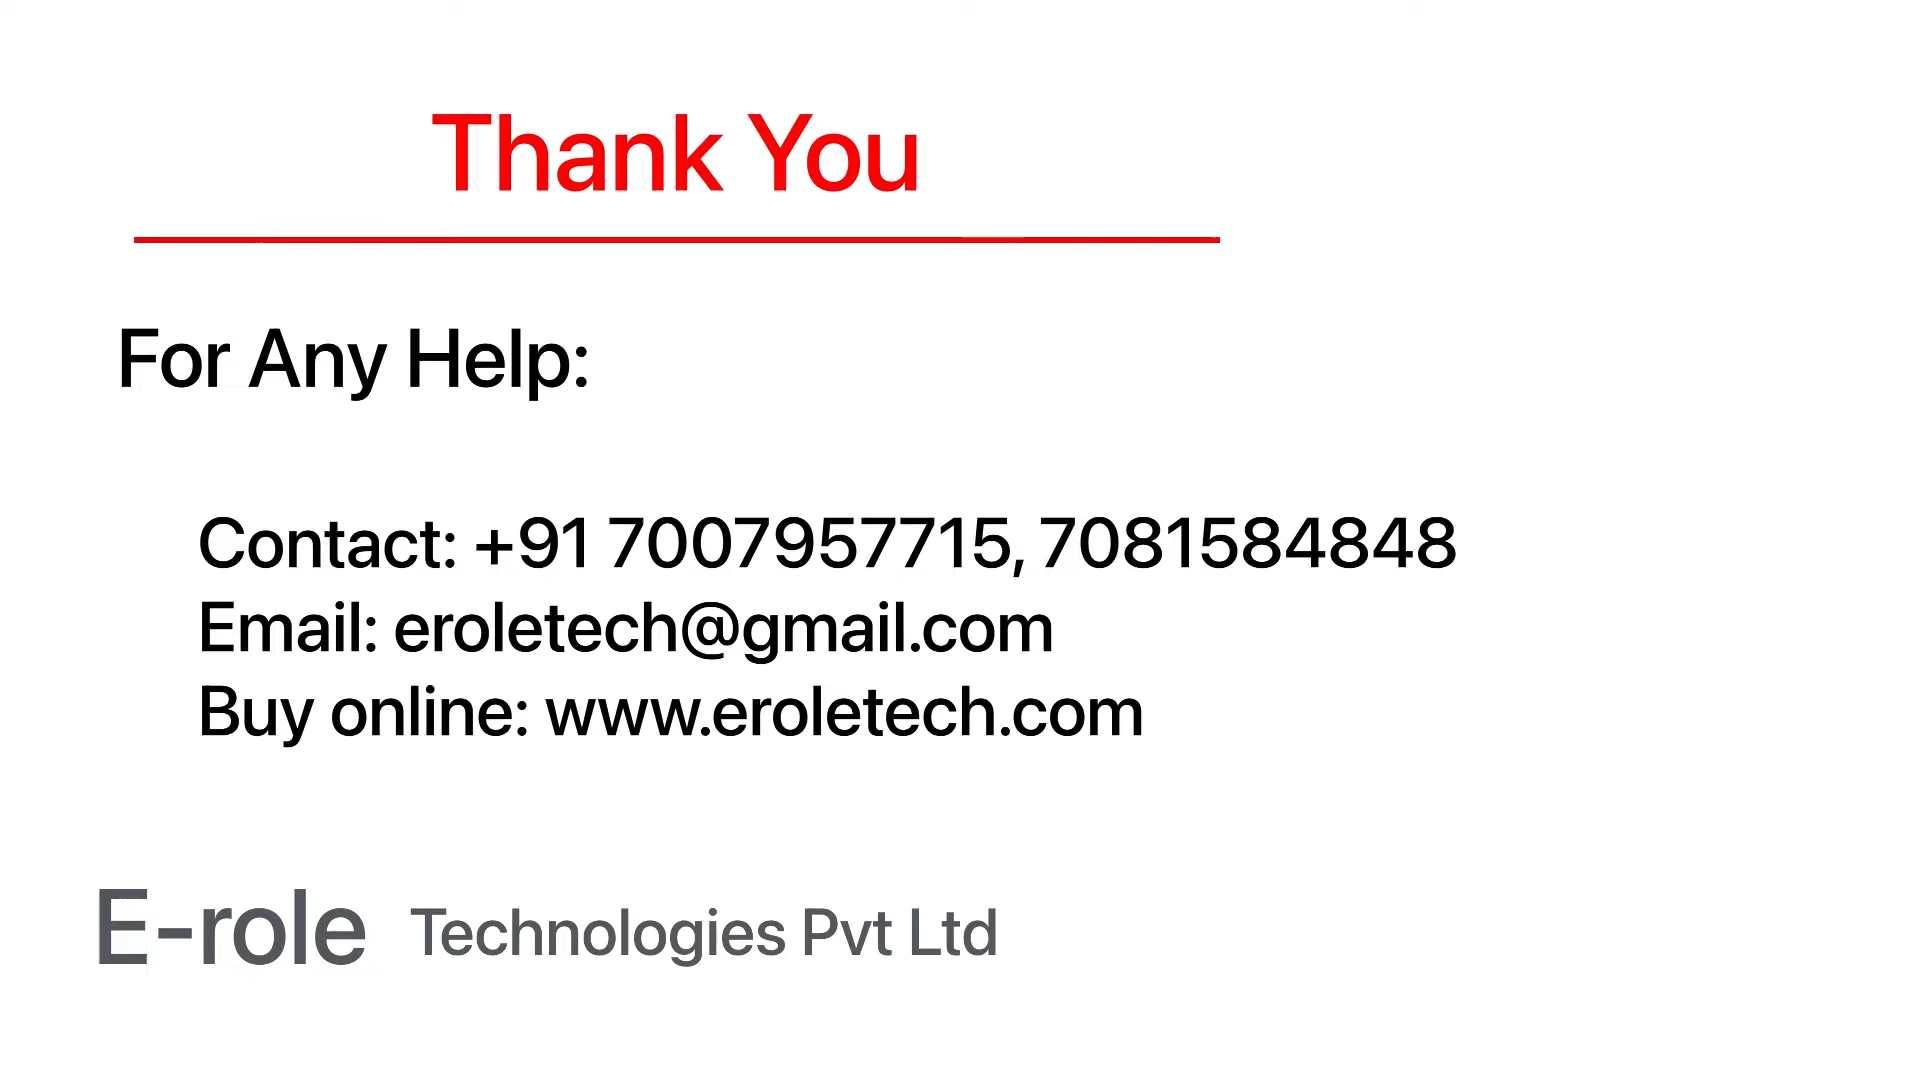 Thank You
For Any Help:
Contact: +91 7007957715, 7081584848
Email: eroletech@gmail.com
Buy online: www.eroletech.com
E-role Technologies Pvt Ltd